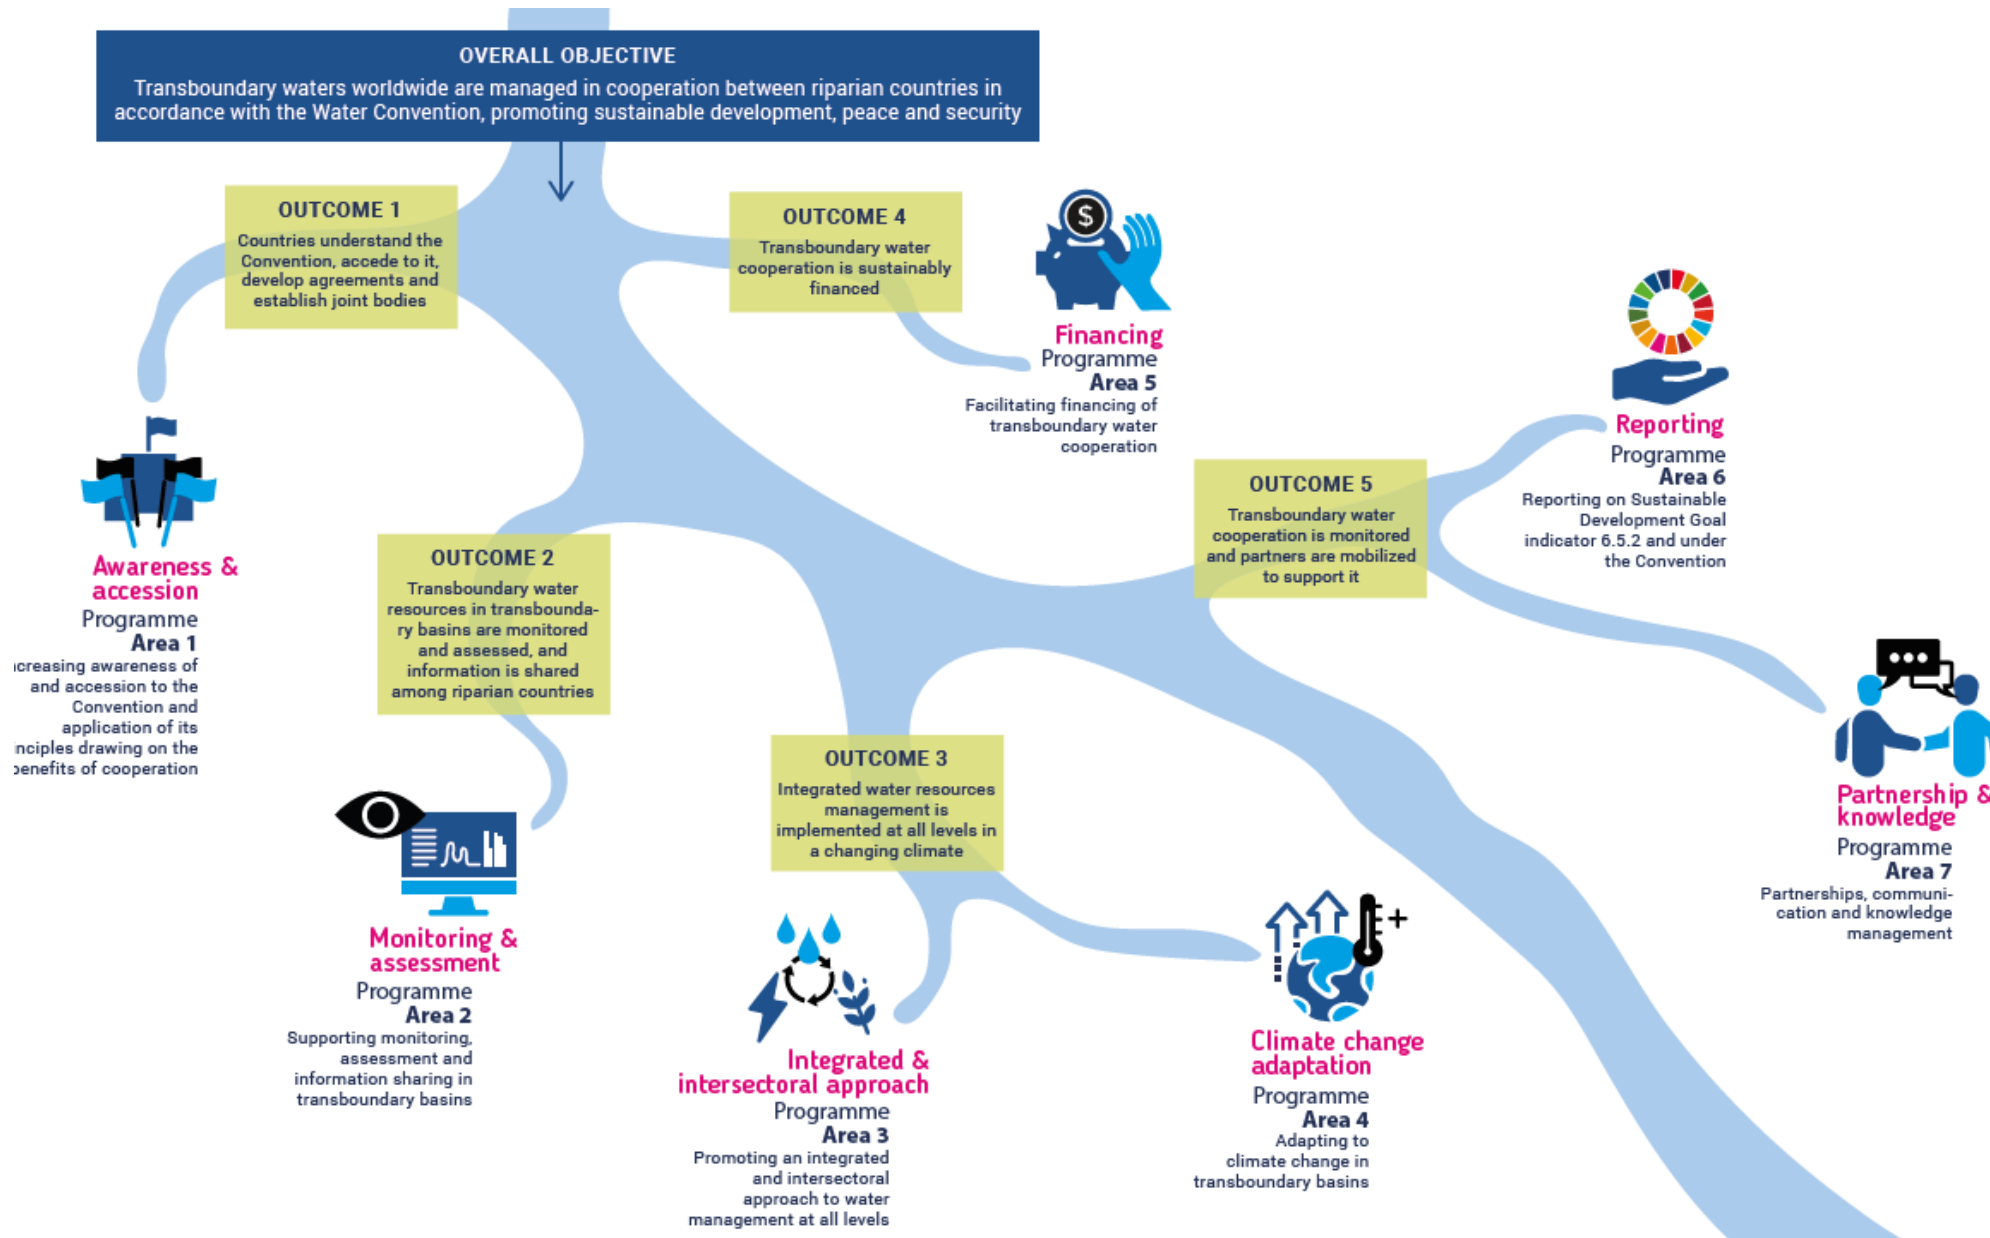 OVERALL OBJECTIVE
Transboundary waters worldwide are managed in cooperation between riparian countries in
accordance with the Water Convention, promoting sustainable development, peace and security
OUTCOME 1
Countries understand the
Convention, accede to it,
develop agreements and
establish joint bodies
OUTCOME 4
Transboundary water
cooperation is sustainably
financed
$
Financing
Programme
Area 5
Facilitating financing of
transboundary water
cooperation
Reporting
Programme
Area 6
Reporting on Sustainable
Development Goal
indicator 6.5.2 and under
the Convention
OUTCOME 5
Transboundary water
cooperation is monitored
and partners are mobilized
to support it
Awareness &
accession
Programme
Area 1
creasing awareness of
and accession to the
Convention and
application of its
nciples drawing on the
benefits of cooperation
OUTCOME 2
Transboundary water
resources in transbounda-
ry basins are monitored
and assessed, and
information is shared
among riparian countries
OUTCOME 3
Integrated water resources
management is
implemented at all levels in
a changing climate
Partnership &
knowledge
Programme
Area 7
Partnerships, communi-
cation and knowledge
management
Monitoring &
assessment
Programme
Area 2
Supporting monitoring,
assessment and
information sharing in
transboundary basins
Integrated &
intersectoral approach
Programme
Area 3
Promoting an integrated
and intersectoral
approach to water
management at all levels
+
Climate change
adaptation
Programme
Area 4
Adapting to
climate change in
transboundary basins